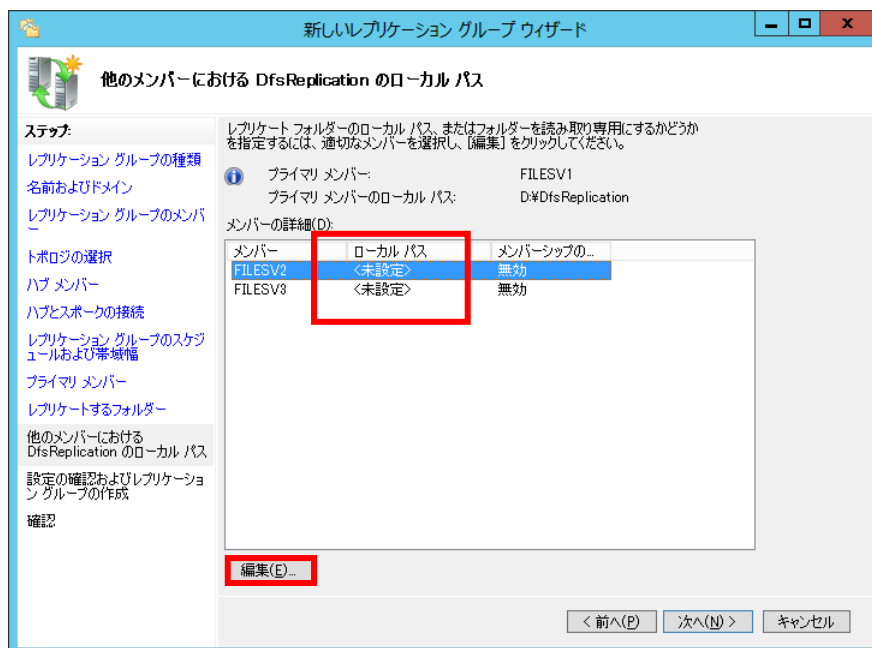 新しいレプリケーション グループ ウィザード
他のメンバーにおける DfsReplication のローカル パス
ステップ:
レプリケーション グループの種類
名前およびドメイン
レプリケーション グループのメンバ
ー
トポロジの選択
ハブ メンバー
ハブとスポークの接続
レプリケーション グループのスケジ
ュールおよび帯域幅
プライマリ メンバー
レプリケートするフォルダー
他のメンバーにおける
DfsReplication のローカル パス
設定の確認およびレプリケーショ
ン グループの作成
確認
レプリケート フォルダーのローカル パス、またはフォルダーを読み取り専用にするかどうか
を指定するには、適切なメンバーを選択し、[編集] をクリックしてください。
プライマリ メンバー: FILESV1
プライマリ メンバーのローカル パス: D:¥DfsReplication
メンバーの詳細(D):
メンバー ローカル パス メンバーシップの...
FILESV2 <未設定> 無効
FILESV3 <未設定> 無効
編集(E)...
< 前へ(P) 次へ(N) > キャンセル